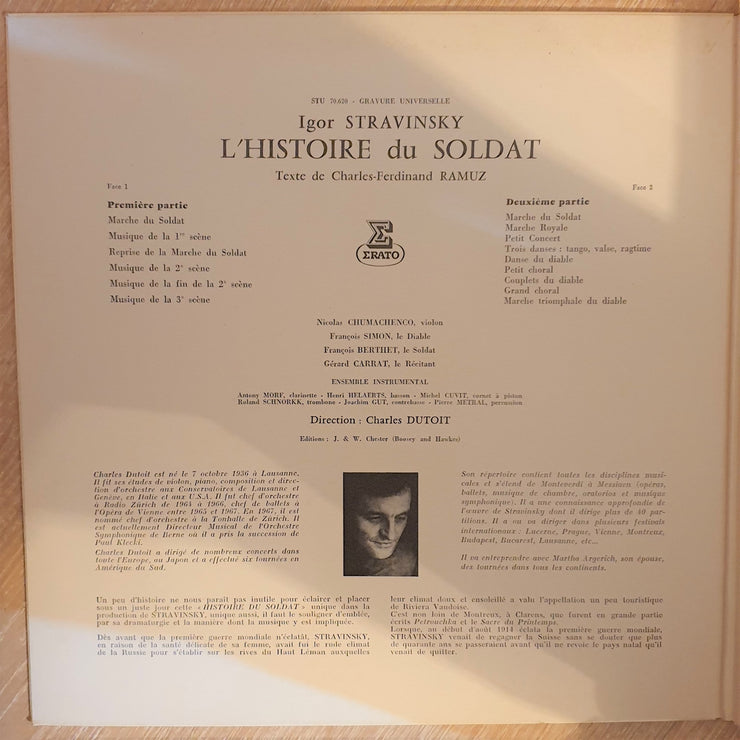 STU 70.620 - GRAVURE UNIVERSELLE
Igor STRAVINSKY
L'HISTOIRE du SOLDAT
Texte de Charles-Ferdinand RAMUZ
Face 1
Première partie
Marche du Soldat
Musique de la 1re scène
Reprise de la Marche du Soldat
Musique de la 2e scène
Musique de la fin de la 2e scène
Musique de la 3e scène
ERATO
Face 2
Deuxième partie
Marche du Soldat
Marche Royale
Petit Concert
Trois danses : tango, valse, ragtime
Danse du diable
Petit choral
Couplets du diable
Grand choral
Marche triomphale du diable
Nicolas CHUMACHENCO, violon
François SIMON, le Diable
François BERTHET, le Soldat
Gérard CARRAT, le Récitant
ENSEMBLE INSTRUMENTAL
Antony MORF, clarinette - Henri HELAERTS, basson - Michel CUVIT, cornet à piston
Roland SCHNORKK, trombone - Joachim GUT, contrebasse - Pierre METRAL, percussion
Direction : Charles DUTOIT
Editions : J. & W. Chester (Boosey and Hawkes)
Charles Dutoit est né le 7 octobre 1936 à Lausanne.
Il fit ses études de violon, piano, composition et direc-
tion d'orchestre aux Conservatoires de Lausanne et
Genève, en Italie et aux U.S.A. Il fut chef d'orchestre
à Radio Zürich de 1964 à 1966, chef de ballets à
l'Opéra de Vienne entre 1965 et 1967. En 1967, il est
nommé chef d'orchestre à la Tonhalle de Zürich. Il
est actuellement Directeur Musical de l'Orchestre
Symphonique de Berne où il a pris la succession de
Paul Klecki.
Charles Dutoit a dirigé de nombreux concerts dans
toute l'Europe, au Japon et a effectué six tournées en
Amérique du Sud.
Son répertoire contient toutes les disciplines musi-
cales et s'étend de Monteverdi à Messiaen (opéras,
ballets, musique de chambre, oratorios et musique
symphonique). Il a une connaissance approfondie de
l'œuvre de Stravinsky dont il dirige plus de 40 par-
titions. Il a ou va diriger dans plusieurs festivals
internationaux : Lucerne, Prague, Vienne, Montreux,
Budapest, Bucarest, Lausanne, etc...
Il va entreprendre avec Martha Argerich, son épouse,
des tournées dans tous les continents.
Un peu d'histoire ne nous paraît pas inutile pour éclairer et placer
sous un juste jour cette « HISTOIRE DU SOLDAT » unique dans la
production de STRAVINSKY, unique aussi, il faut le souligner d'emblée,
par sa dramaturgie et la manière dont la musique y est impliquée.
Dès avant que la première guerre mondiale n'éclatât, STRAVINSKY,
en raison de la santé délicate de sa femme, avait fui le rude climat
de la Russie pour s'établir sur les rives du Haut Léman auxquelles
leur climat doux et ensoleillé a valu l'appellation un peu touristique
de Riviera Vaudoise.
C'est non loin de Montreux, à Clarens, que furent en grande partie
écrits Petrouchka et le Sacre du Printemps.
Lorsque, au début d'août 1914 éclata la première guerre mondiale,
STRAVINSKY venait de regagner la Suisse sans se douter que plus
de quarante ans se passeraient avant qu'il ne revoie le pays natal qu'il
venait de quitter.